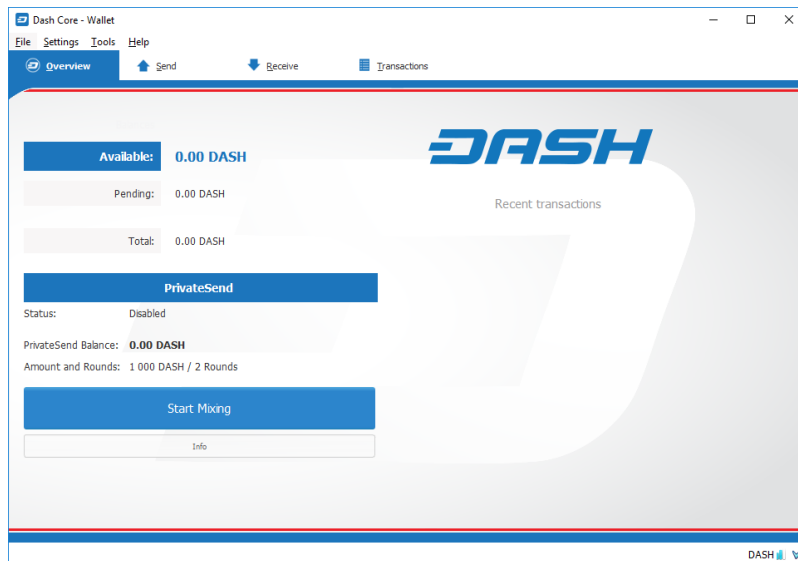 Dash Core - Wallet
File Settings Tools Help
Overview Send Receive Transactions
DASH
Available: 0.00 DASH
Pending: 0.00 DASH
Recent transactions
Total: 0.00 DASH
PrivateSend
Status: Disabled
PrivateSend Balance: 0.00 DASH
Amount and Rounds: 1 000 DASH / 2 Rounds
Start Mixing
Info
DASH